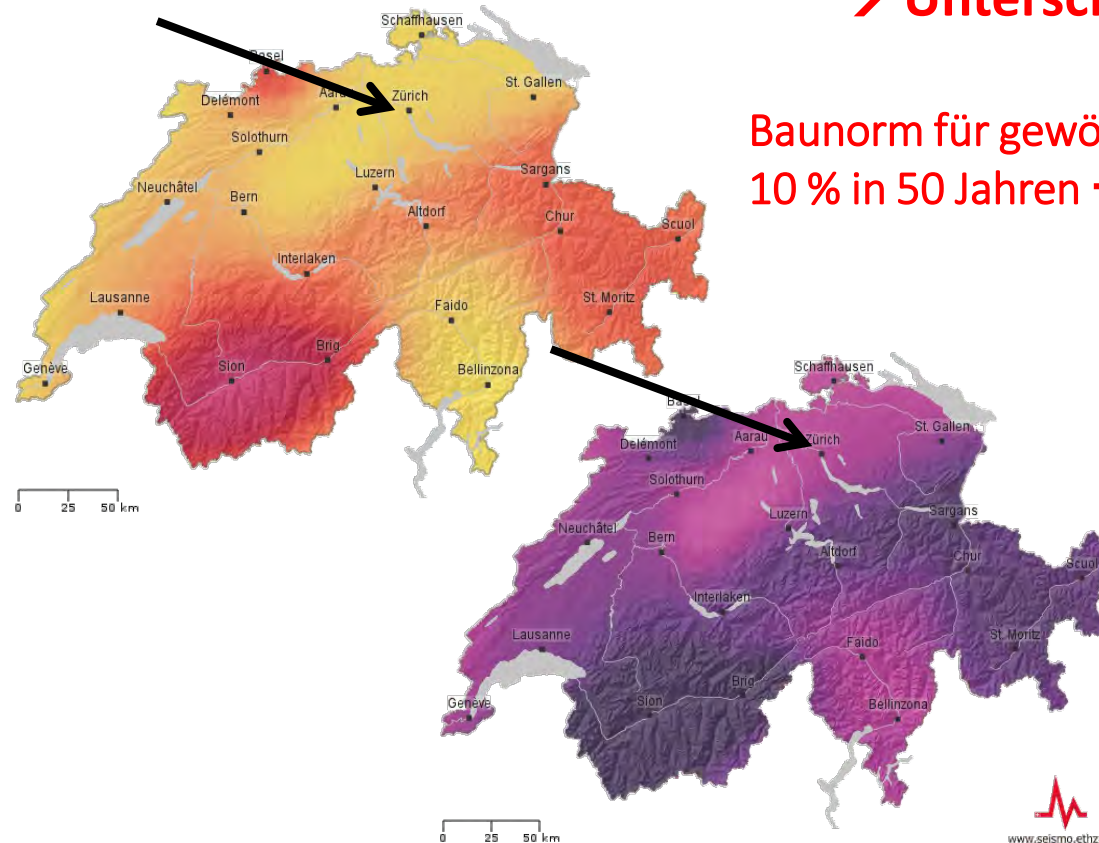 → Untersc
Baunorm für gewö
10 % in 50 Jahren
Schaffhausen
Basel
St. Gallen
Delémont
Aarau
Zürich
Solothurn
Sargans
Luzern
Neuchâtel
Bern
Altdorf
Chur
Scuol
Interlaken
St. Moritz
Lausanne
Faido
Brig
Sion
Genève
Bellinzona
0 25 50 km
Schaffhausen
Basel
St. Gallen
Delémont
Aarau
Zürich
Solothurn
Sargans
Luzern
Neuchâtel
Bern
Altdorf
Chur
Scuol
Interlaken
St. Moritz
Lausanne
Faido
Brig
Sion
Genève
Bellinzona
0 25 50 km
www.seismo.ethz